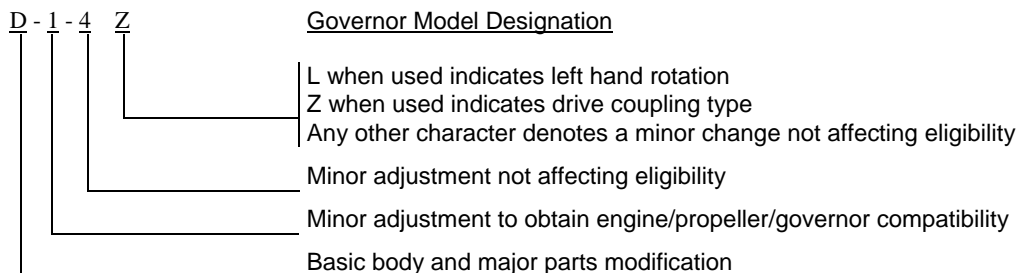 D - 1 - 4 Z Governor Model Designation
L when used indicates left hand rotation
Z when used indicates drive coupling type
Any other character denotes a minor change not affecting eligibility
Minor adjustment not affecting eligibility
Minor adjustment to obtain engine/propeller/governor compatibility
Basic body and major parts modification